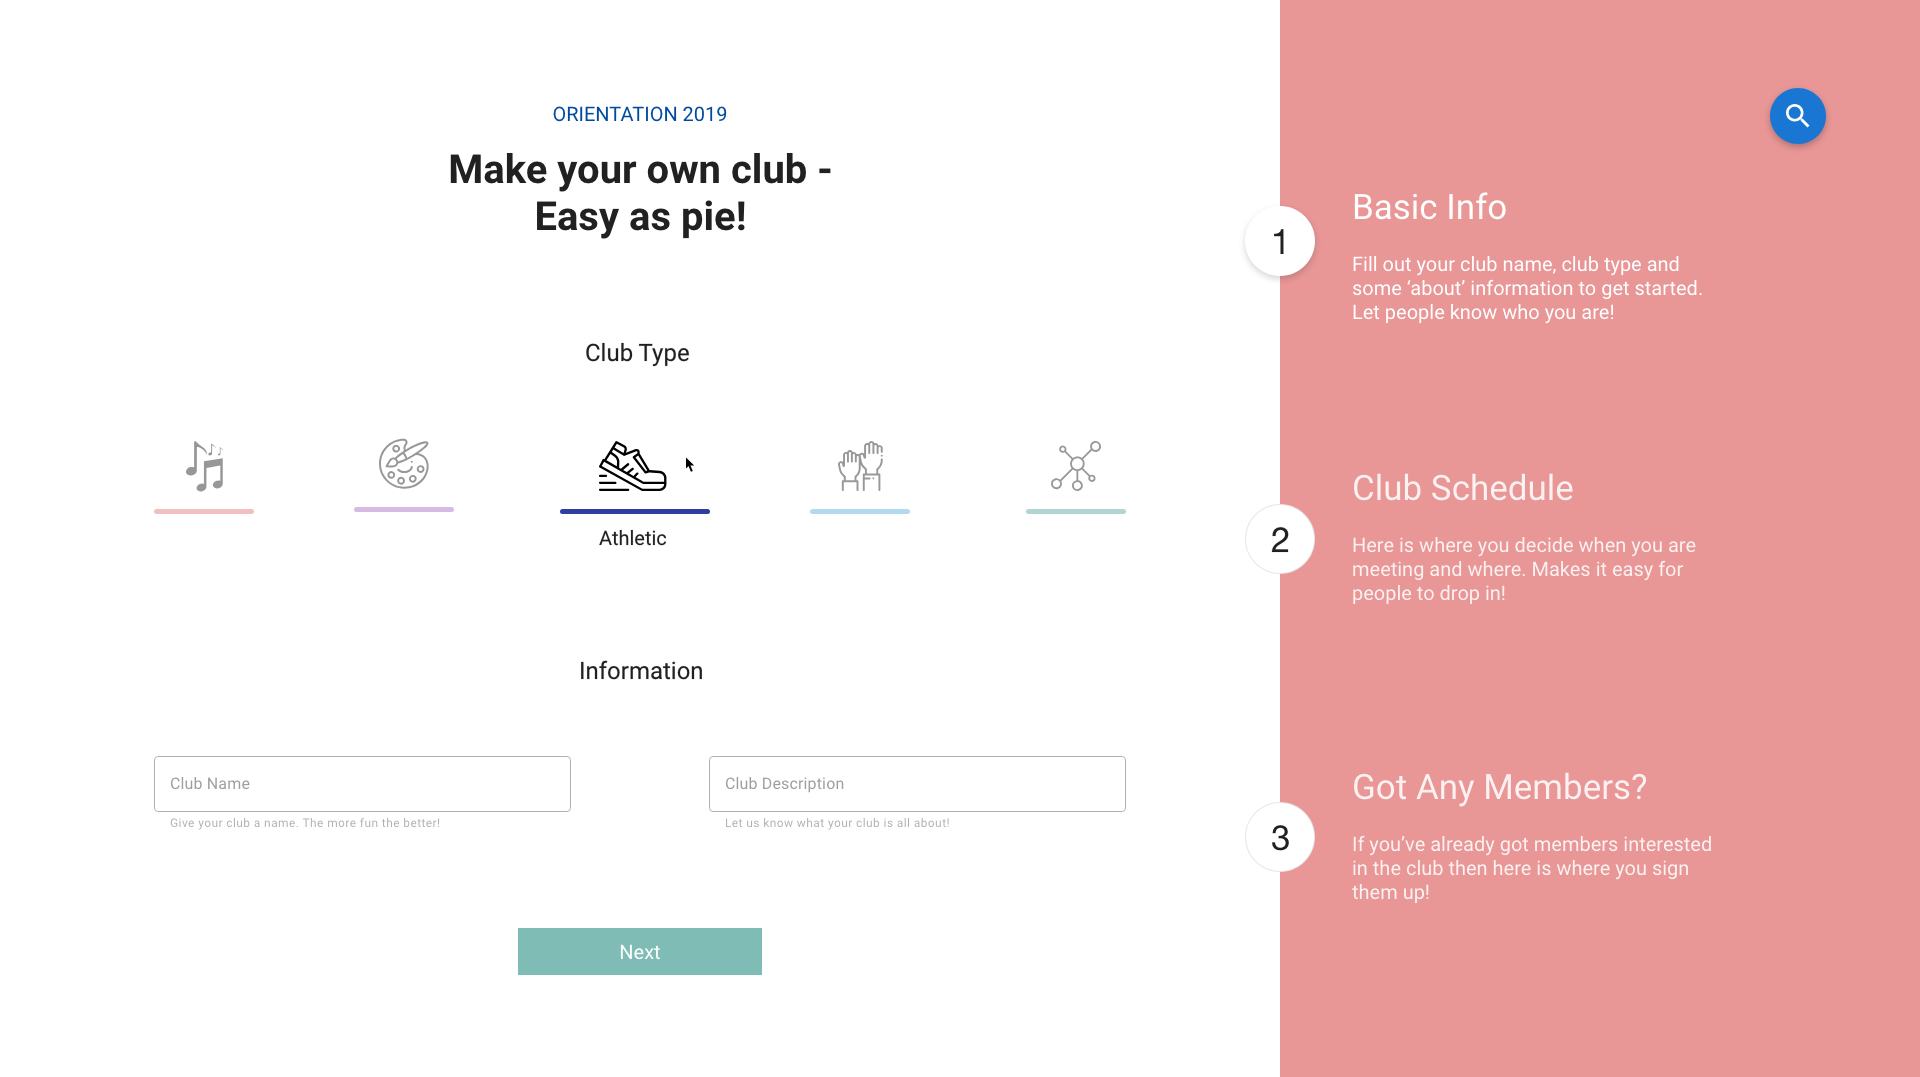 ORIENTATION 2019
Make your own club -
Easy as pie!
Club Type
Athletic
Information
Club Name
Give your club a name. The more fun the better!
Club Description
Let us know what your club is all about!
Next
1
Basic Info
Fill out your club name, club type and
some ‘about’ information to get started.
Let people know who you are!
2
Club Schedule
Here is where you decide when you are
meeting and where. Makes it easy for
people to drop in!
3
Got Any Members?
If you’ve already got members interested
in the club then here is where you sign
them up!